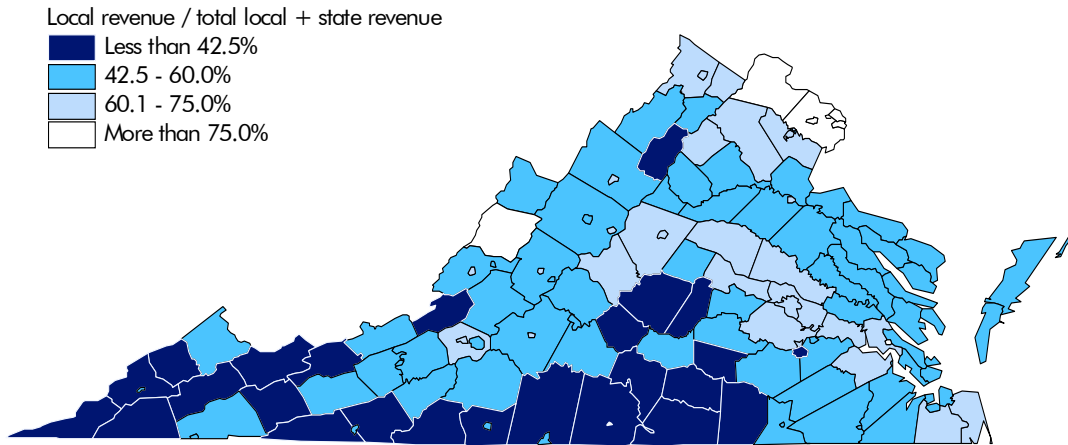 Local revenue / total local + state revenue
Less than 42.5%
42.5 - 60.0%
60.1 - 75.0%
More than 75.0%